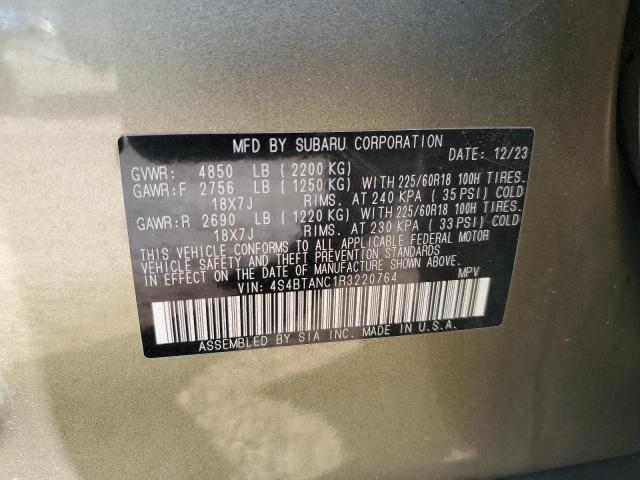 MFD BY SUBARU CORPORATION
DATE: 12/23
GVWR: 4850 LB (2200 KG)
GAWR:F 2756 LB (1250 KG) WITH 225/60R18 100H TIRES.
18X7J RIMS. AT 240 KPA (35 PSI) COLD
GAWR:R 2690 LB (1220 KG) WITH 225/60R18 100H TIRES.
18X7J RIMS. AT 230 KPA (33 PSI) COLD
THIS VEHICLE CONFORMS TO ALL APPLICABLE FEDERAL MOTOR
VEHICLE SAFETY AND THEFT PREVENTION STANDARDS
IN EFFECT ON THE DATE OF MANUFACTURE SHOWN ABOVE.
VIN: 4S4BTANC1R3220764 MPV
ASSEMBLED BY SIA INC. MADE IN U.S.A.